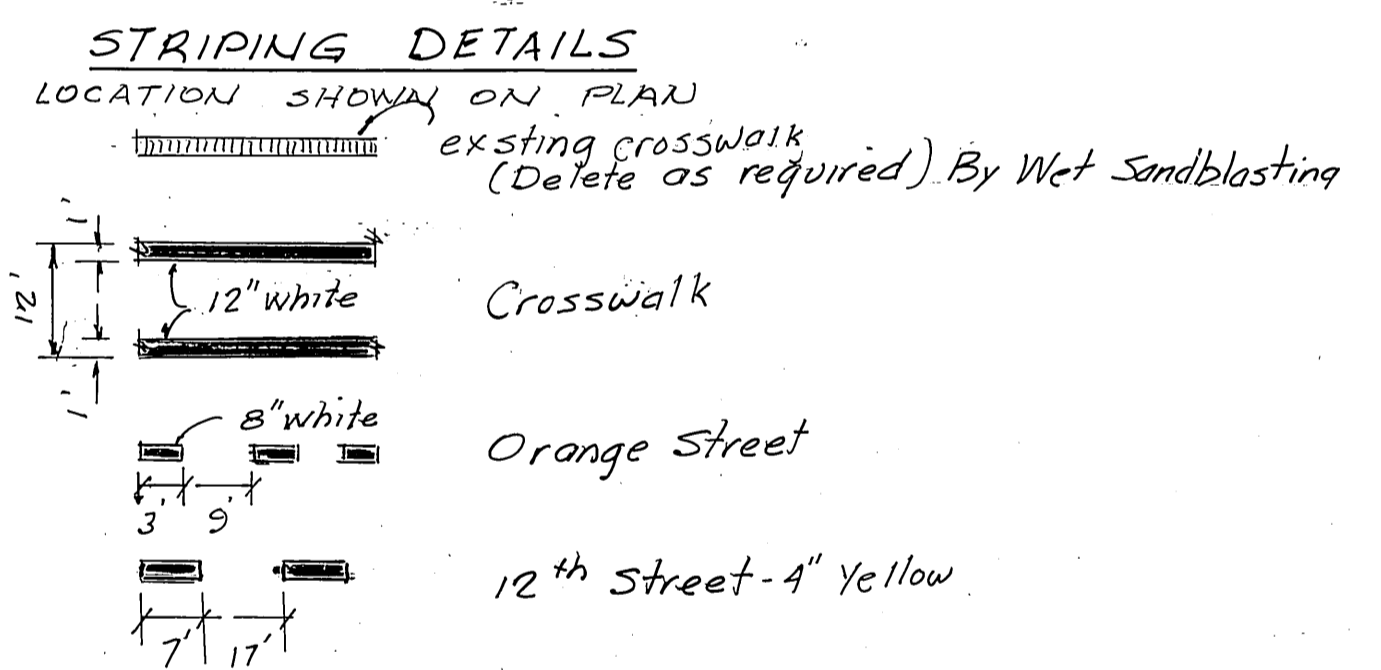 STRIPING DETAILS
LOCATION SHOWN ON PLAN
exsting crosswalk
(Delete as required) By Wet Sandblasting
1'
12'
12" white
Crosswalk
1'
8" white
Orange Street
3' 9'
12th Street - 4" Yellow
7' 17'